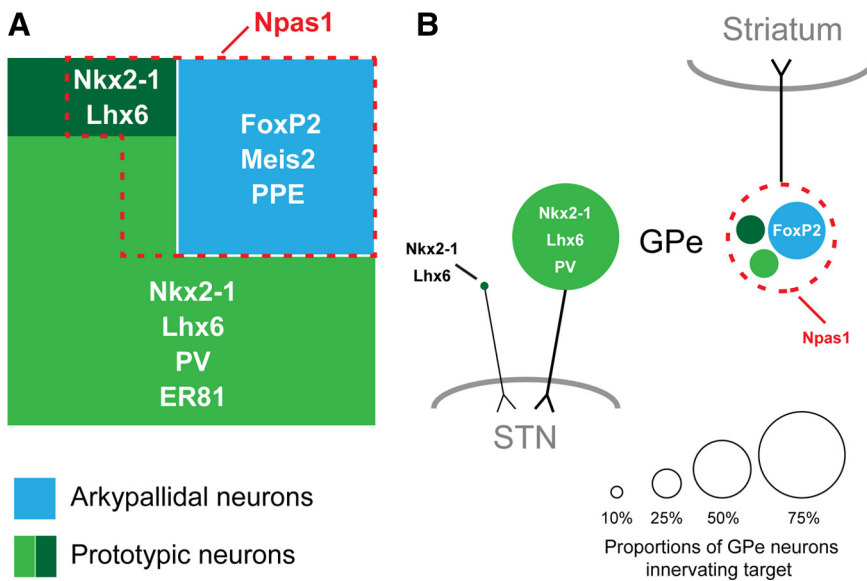 A
Npas1
Nkx2-1
Lhx6
FoxP2
Meis2
PPE
Nkx2-1
Lhx6
PV
ER81
Arkypallidal neurons
Prototypic neurons
B
Striatum
Nkx2-1
Lhx6
Nkx2-1
Lhx6
PV
GPe
FoxP2
Npas1
STN
10% 25% 50% 75%
Proportions of GPe neurons
innervating target